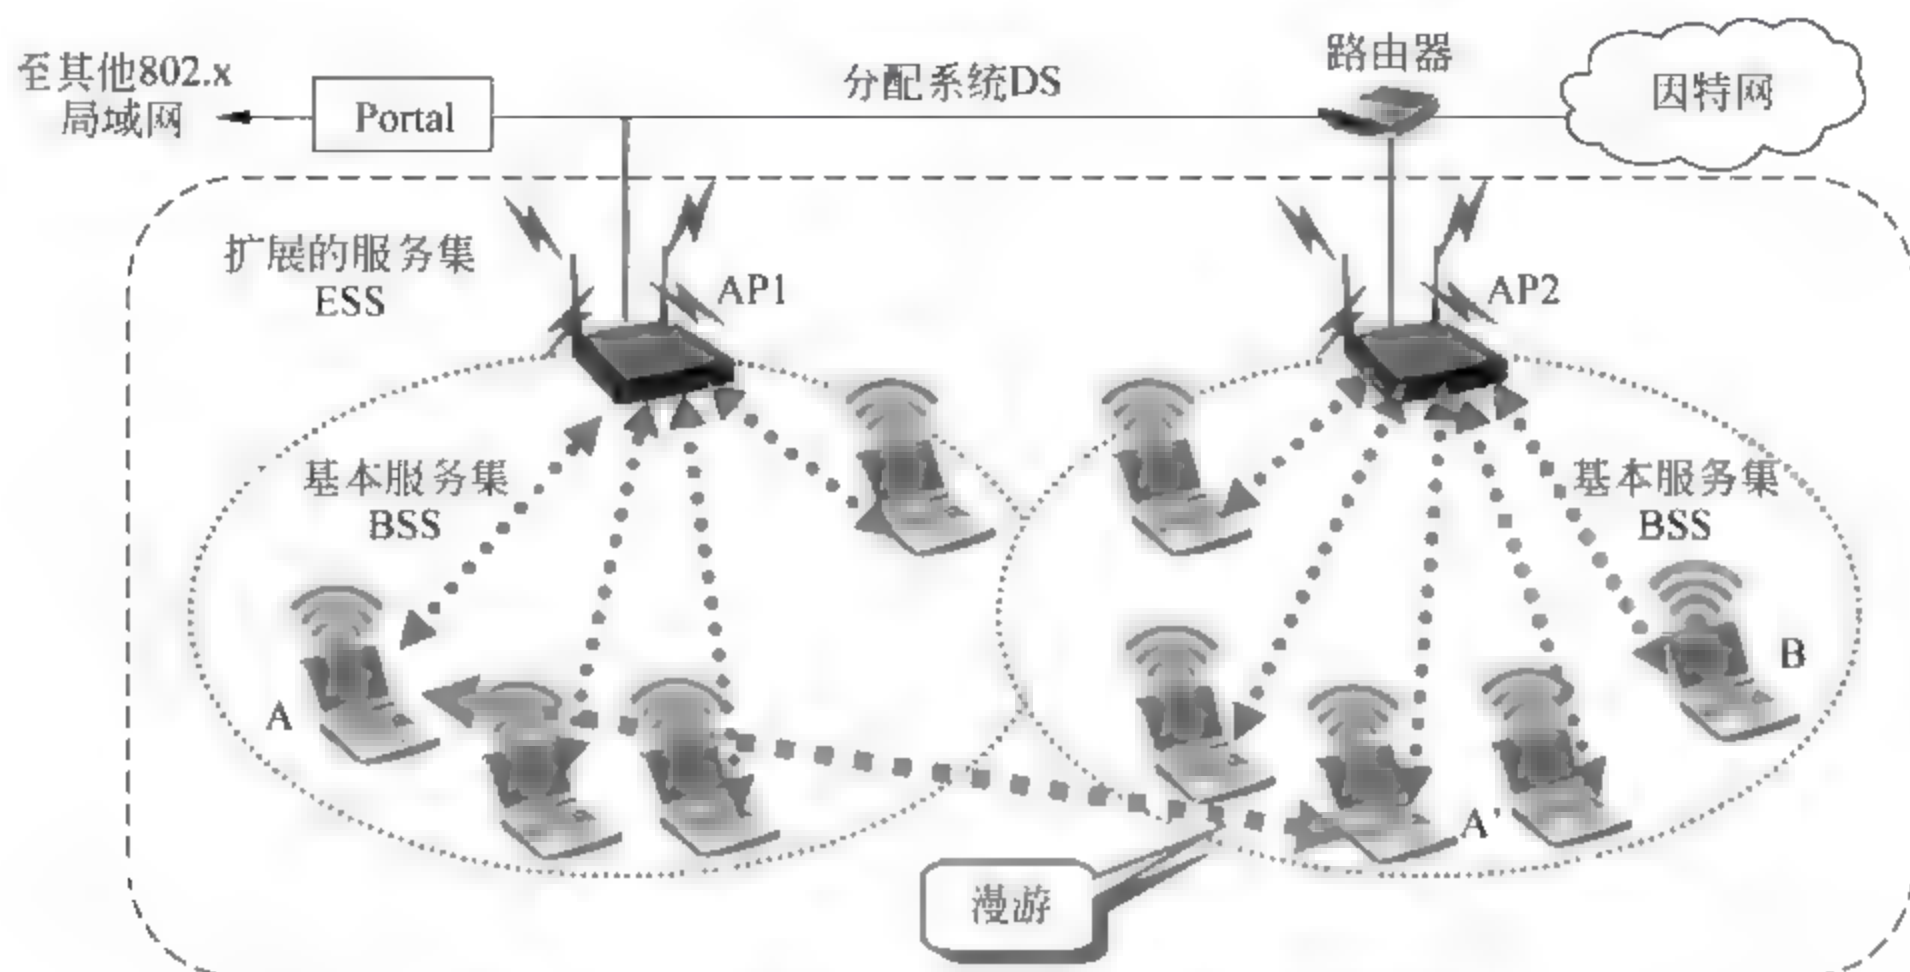 至其他802.x
局域网
Portal
分配系统DS
路由器
因特网
扩展的服务集
ESS
AP1
AP2
基本服务集
BSS
基本服务集
BSS
A
B
A'
漫游